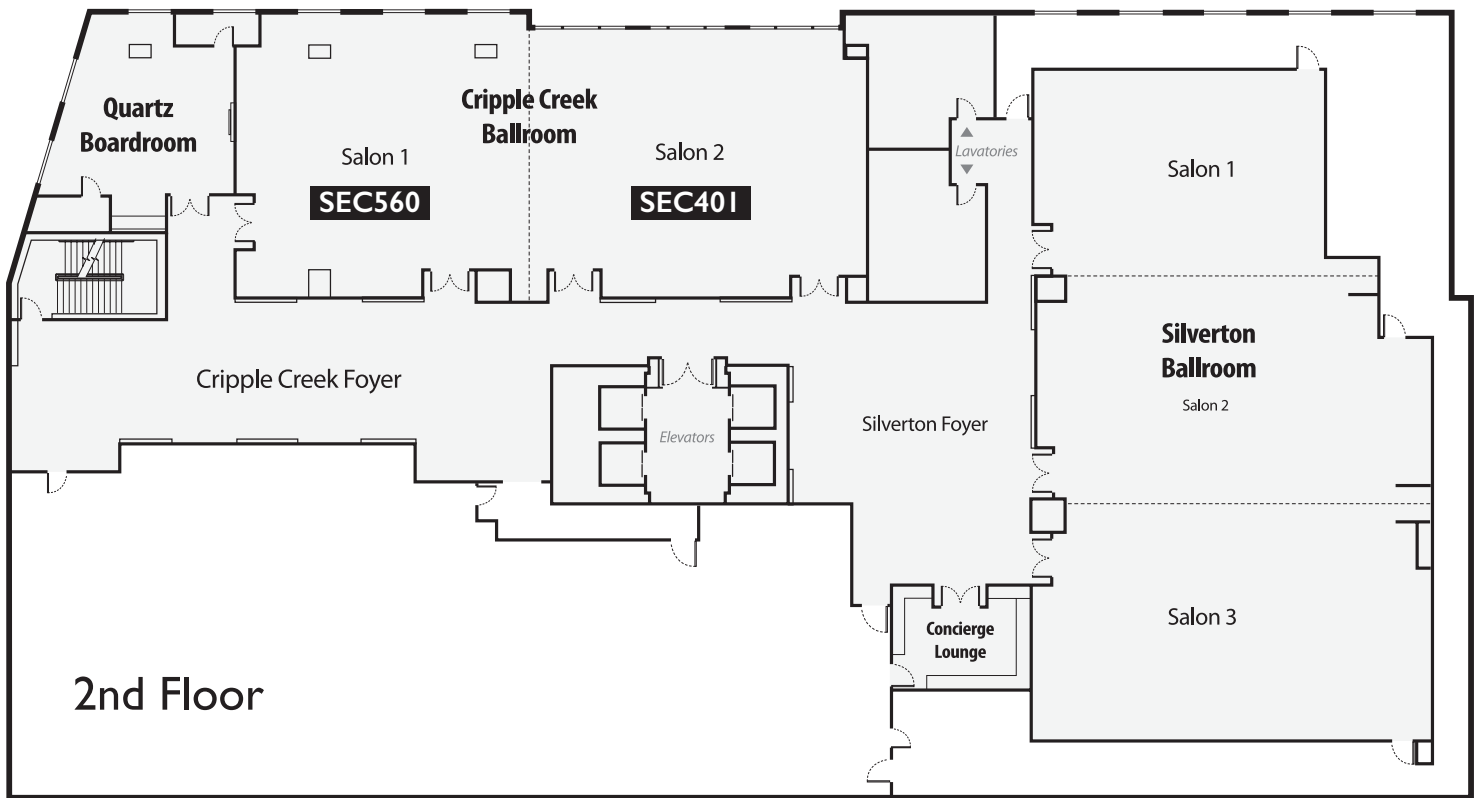 Quartz
Boardroom
Cripple Creek
Ballroom
Salon 1
SEC560
Salon 2
SEC401
Lavatories
Salon 1
Silverton
Ballroom
Salon 2
Cripple Creek Foyer
Elevators
Silverton Foyer
Concierge
Lounge
Salon 3
2nd Floor